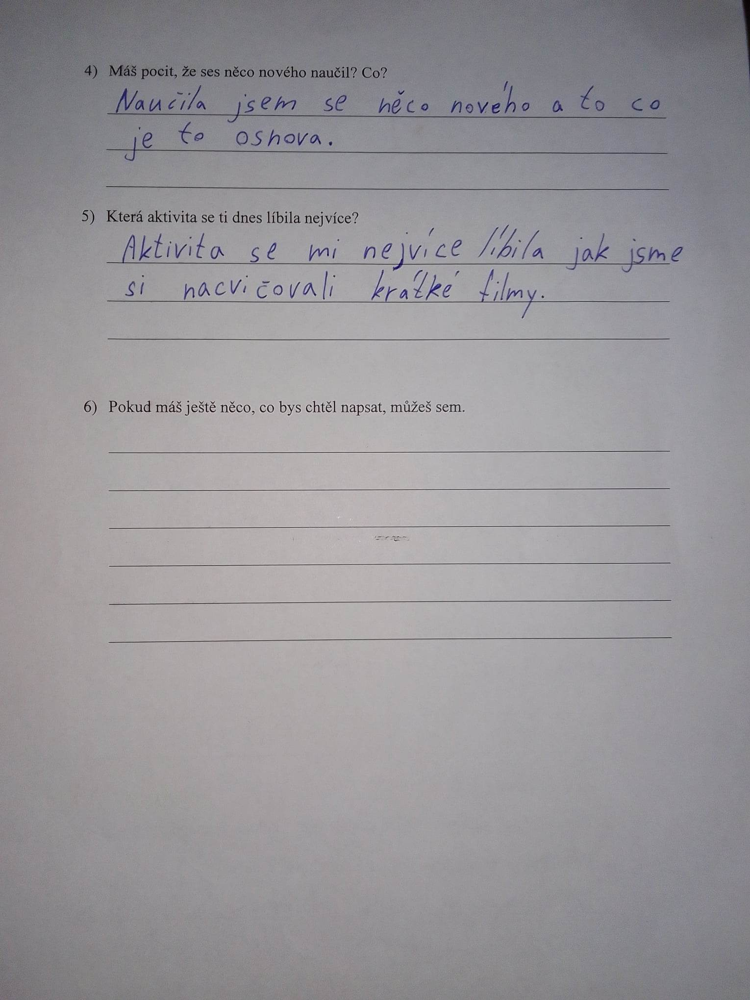 4) Máš pocit, že ses něco nového naučil? Co?
Naučila jsem se něco nového a to co
je to osnova.
5) Která aktivita se ti dnes líbila nejvíce?
Aktivita se mi nejvíce líbila jak jsme
si nacvičovali krátké filmy.
6) Pokud máš ještě něco, co bys chtěl napsat, můžeš sem.